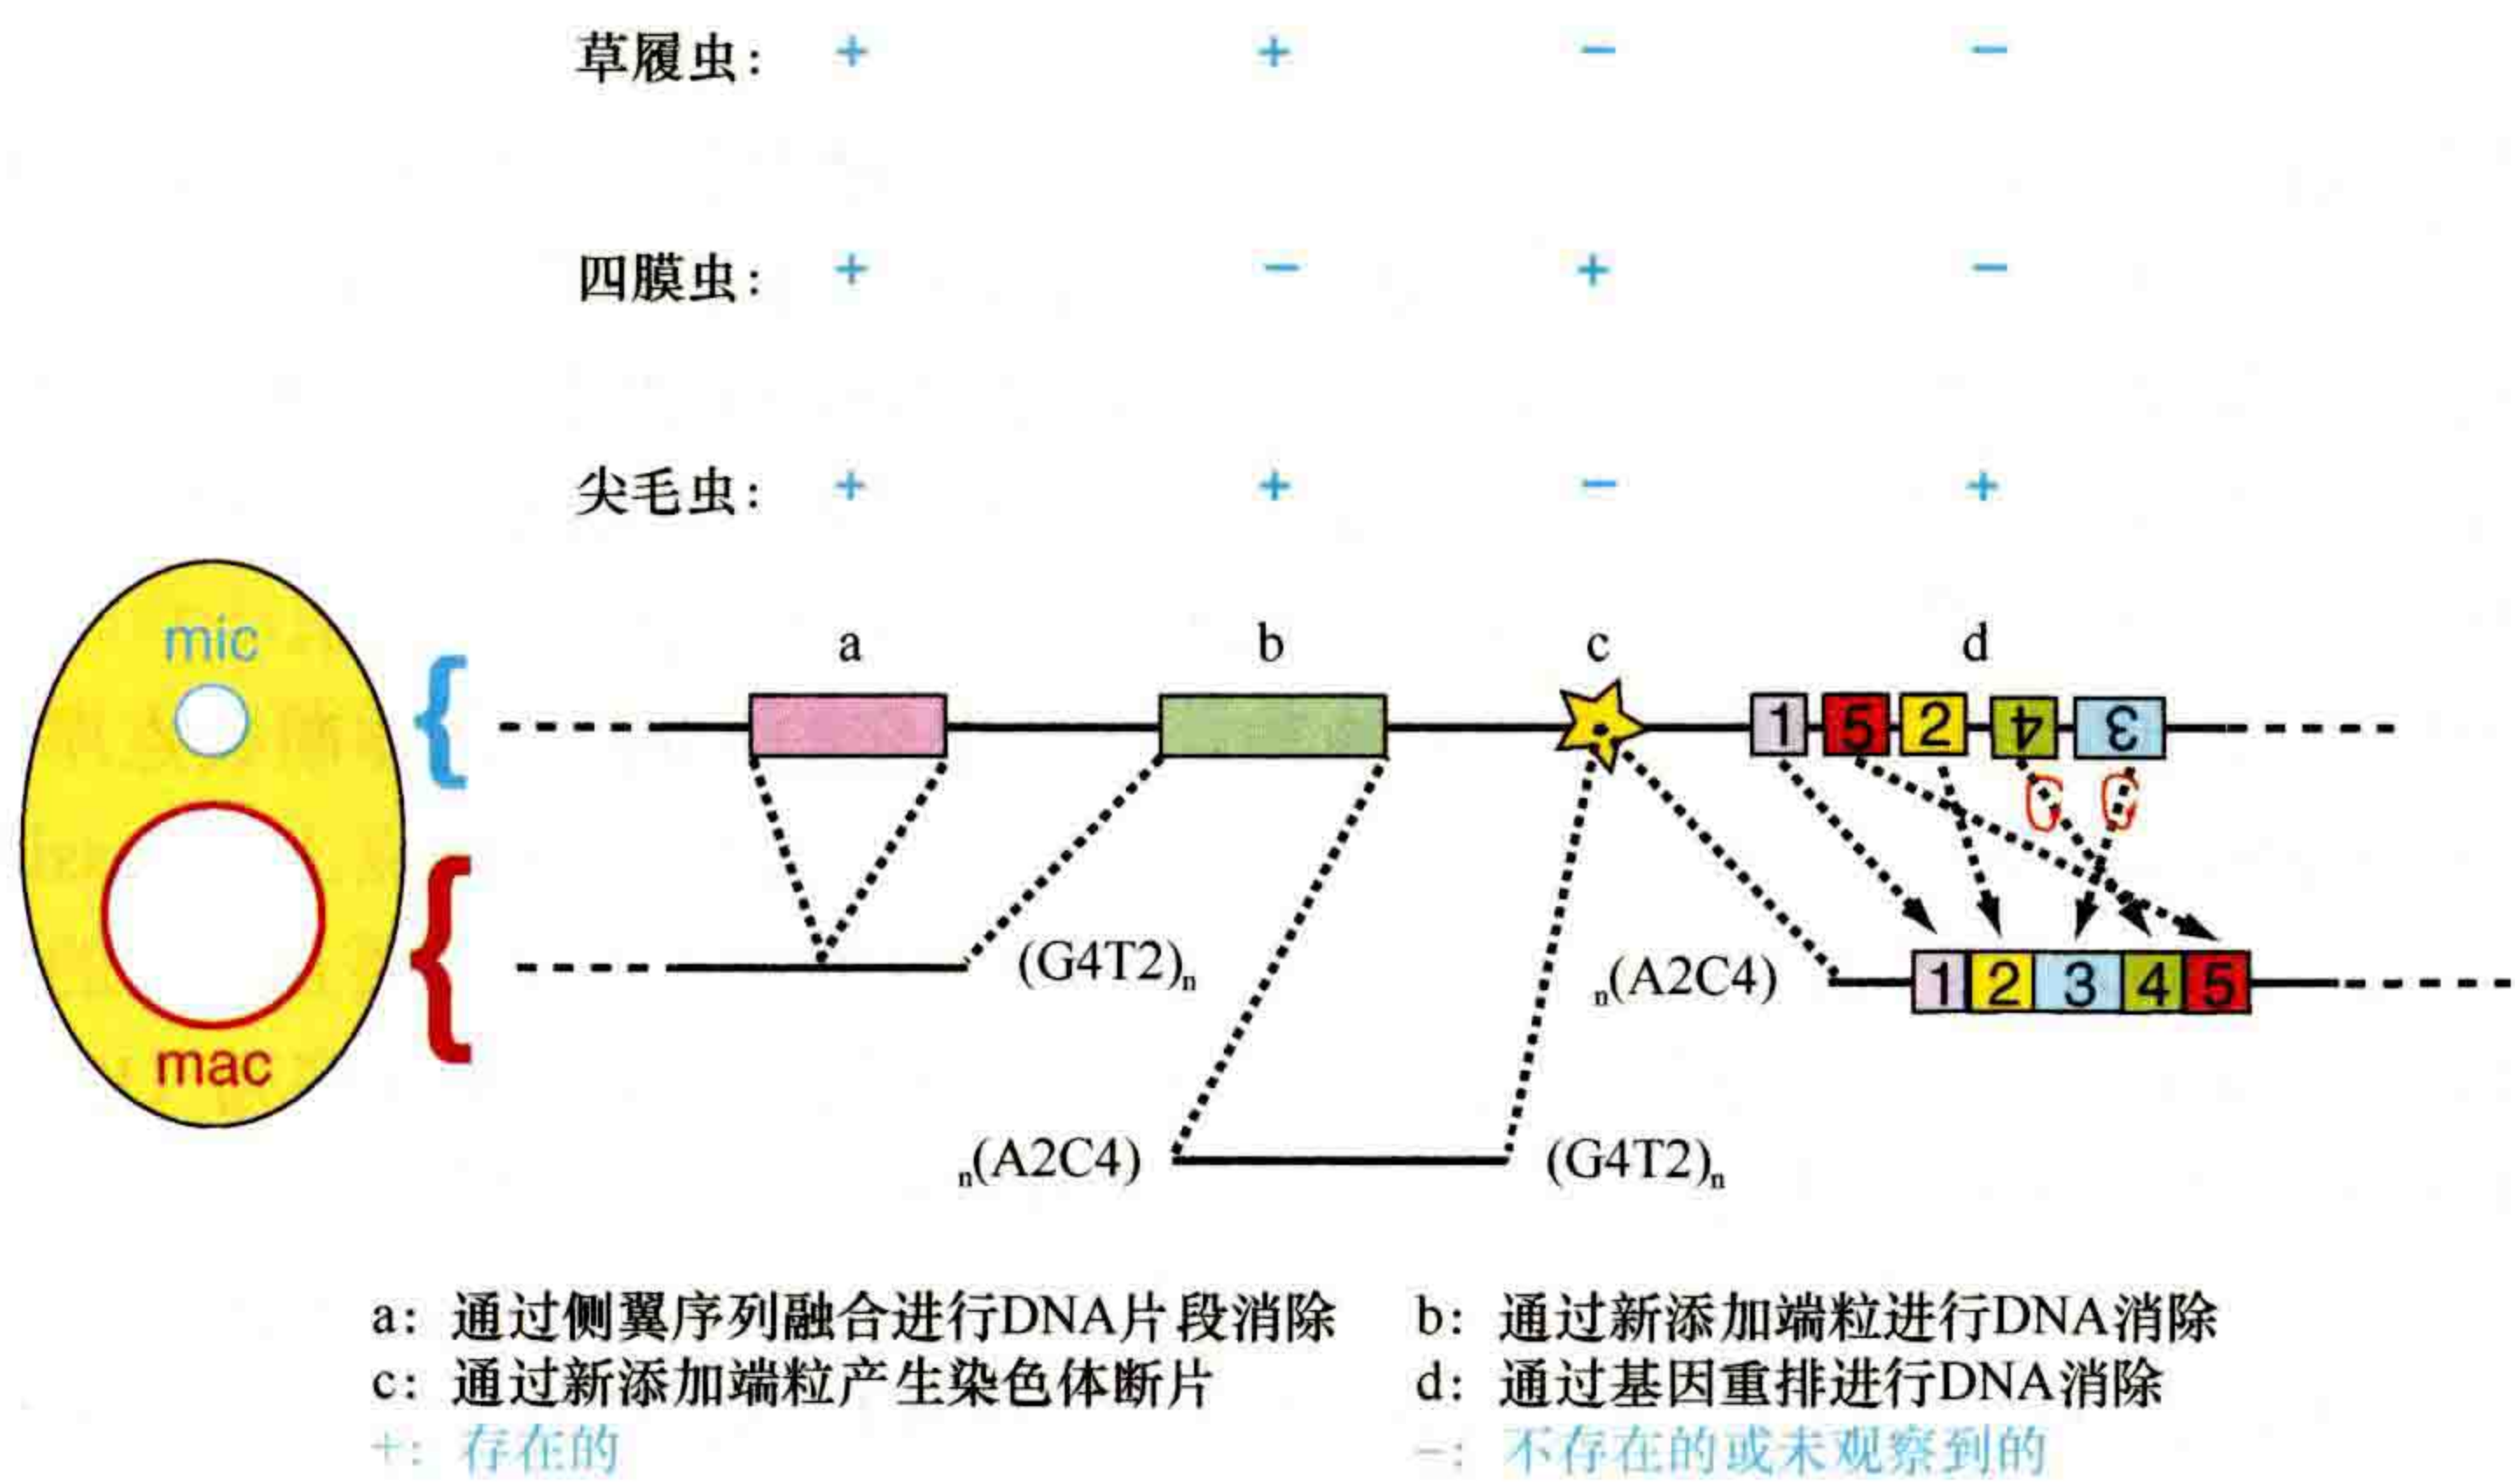 草履虫: + + − −
四膜虫: + − + −
尖毛虫: + + − +
mic
a b c d
1 5 2 4 3
(G4T2)n n(A2C4) 1 2 3 4 5
mac
n(A2C4) (G4T2)n
a: 通过侧翼序列融合进行DNA片段消除 b: 通过新添加端粒进行DNA消除
c: 通过新添加端粒产生染色体断片 d: 通过基因重排进行DNA消除
+: 存在的 −: 不存在的或未观察到的